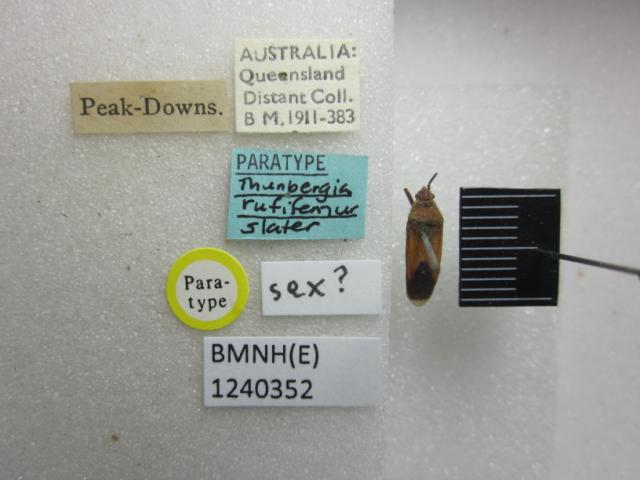 Peak-Downs.
AUSTRALIA:
Queensland
Distant Coll.
B M, 1911-383
PARATYPE
Thunbergia
rufifemur
slater
Para-
type
sex?
BMNH(E)
1240352